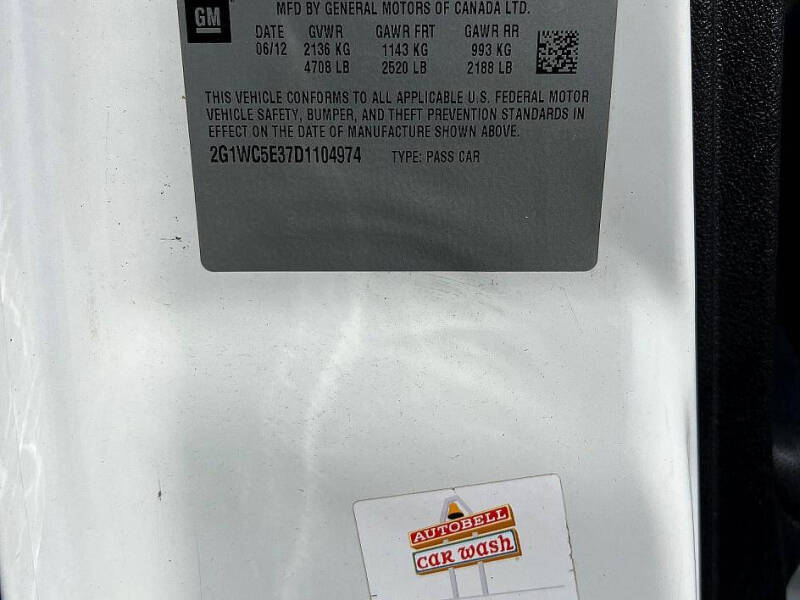 MFD BY GENERAL MOTORS OF CANADA LTD.
GM
DATE GVWR GAWR FRT GAWR RR
06/12 2136 KG 1143 KG 993 KG
4708 LB 2520 LB 2188 LB
THIS VEHICLE CONFORMS TO ALL APPLICABLE U.S. FEDERAL MOTOR
VEHICLE SAFETY, BUMPER, AND THEFT PREVENTION STANDARDS IN
EFFECT ON THE DATE OF MANUFACTURE SHOWN ABOVE.
2G1WC5E37D1104974 TYPE: PASS CAR
AUTOBELL
CAR WASH